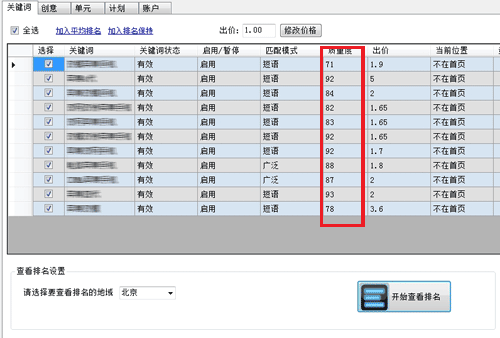 关键词 创意 单元 计划 账户
全选 加入平均排名 加入排名保持 出价: 1.00 修改价格
选择 关键词 关键词状态 启用/暂停 匹配模式 质量度 出价 当前位置
有效 启用 短语 71 1.9 不在首页
有效 启用 短语 92 5 不在首页
有效 启用 短语 84 2 不在首页
有效 启用 短语 82 1.65 不在首页
有效 启用 短语 83 1.65 不在首页
有效 启用 短语 92 1.65 不在首页
有效 启用 短语 92 1.7 不在首页
有效 启用 广泛 88 1.8 不在首页
有效 启用 广泛 87 2 不在首页
有效 启用 短语 93 2 不在首页
有效 启用 短语 78 3.6 不在首页
查看排名设置
请选择要查看排名的地域 北京 开始查看排名